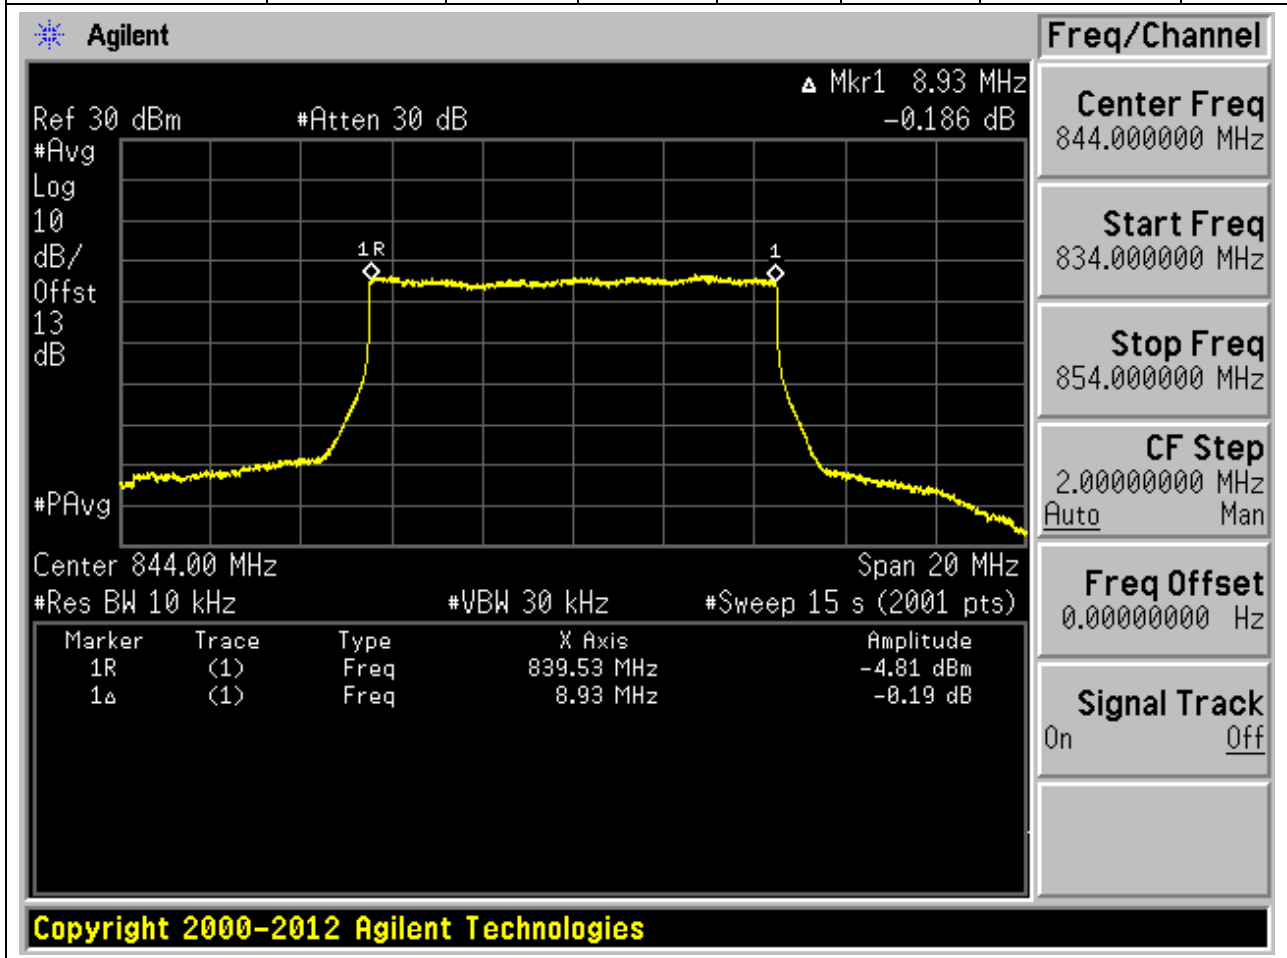 Agilent
Freq/Channel
▵ Mkr1 8.93 MHz
Ref 30 dBm #Atten 30 dB −0.186 dB
#Avg
Log
10
dB/
Offst
13
dB
1R
1
#PAvg
Center 844.00 MHz Span 20 MHz
#Res BW 10 kHz #VBW 30 kHz #Sweep 15 s (2001 pts)
Marker Trace Type X Axis Amplitude
1R (1) Freq 839.53 MHz −4.81 dBm
1▵ (1) Freq 8.93 MHz −0.19 dB
Center Freq
844.000000 MHz
Start Freq
834.000000 MHz
Stop Freq
854.000000 MHz
CF Step
2.00000000 MHz
Auto Man
Freq Offset
0.00000000 Hz
Signal Track
On Off
Copyright 2000–2012 Agilent Technologies